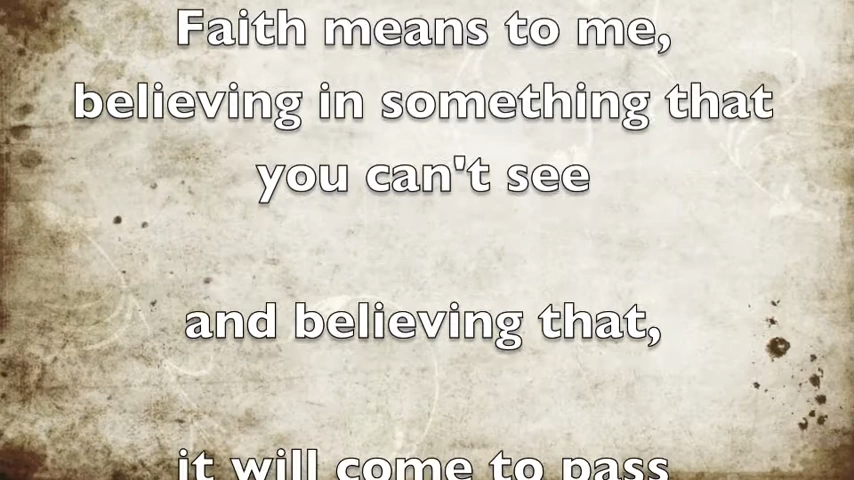 Faith means to me,
believing in something that
you can't see
and believing that,
it will come to pass